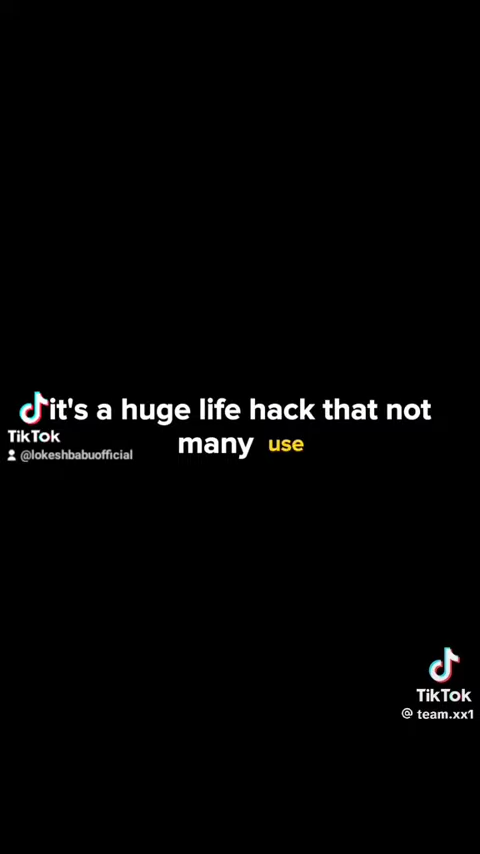 it's a huge life hack that not
many use
TikTok
@lokeshbabuofficial
TikTok
@ team.xx1